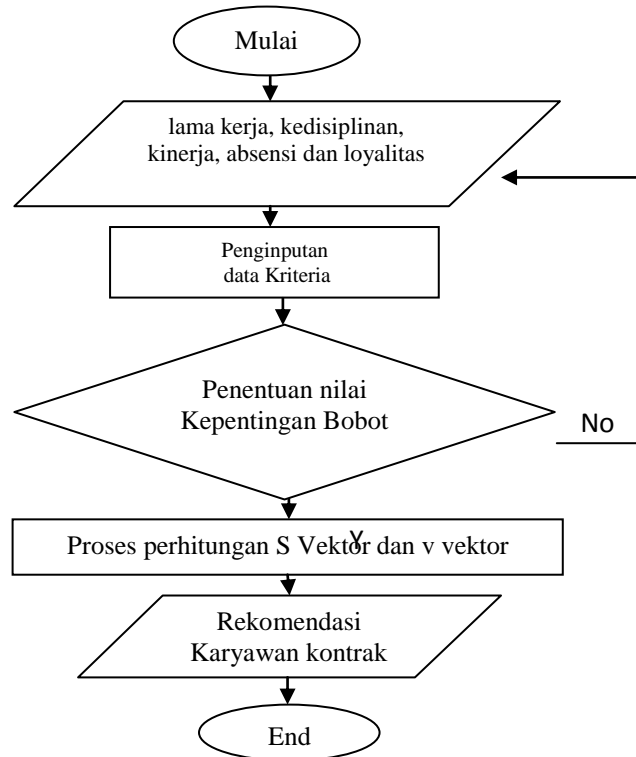 Mulai
lama kerja, kedisiplinan,
kinerja, absensi dan loyalitas
Penginputan
data Kriteria
Penentuan nilai
Kepentingan Bobot
No
Y
Proses perhitungan S Vektor dan v vektor
Rekomendasi
Karyawan kontrak
End